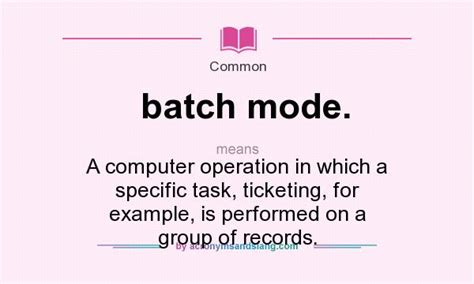 Common
batch mode.
means
A computer operation in which a
specific task, ticketing, for
example, is performed on a
group of records.
by acronymsandslang.com